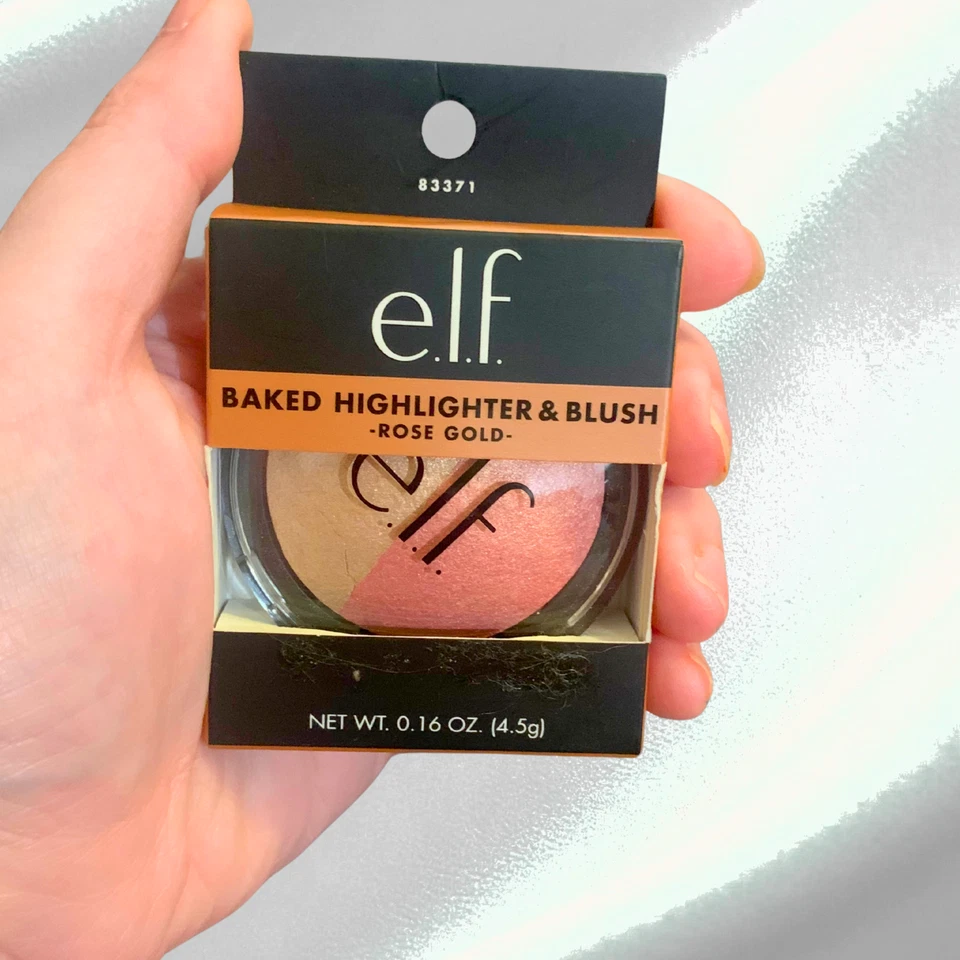 83371
e.l.f.
BAKED HIGHLIGHTER & BLUSH
-ROSE GOLD-
e.l.f.
NET WT. 0.16 OZ. (4.5g)